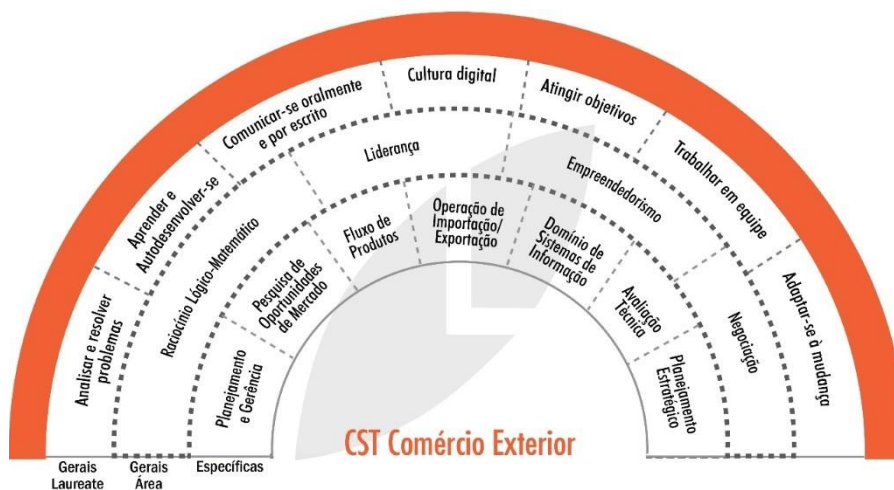 Analisar e resolver
problemas
Aprender e
Autodesenvolver-se
Comunicar-se oralmente
e por escrito
Cultura digital
Atingir objetivos
Trabalhar em equipe
Adaptar-se à mudança
Raciocínio Lógico-Matemático
Liderança
Empreendedorismo
Negociação
Planejamento
e Gerência
Pesquisa de
Oportunidades
de Mercado
Fluxo de
Produtos
Operação de
Importação/
Exportação
Domínio de
Sistemas de
Informação
Avaliação
Técnica
Planejamento
Estratégico
CST Comércio Exterior
Gerais
Laureate
Gerais
Área
Específicas